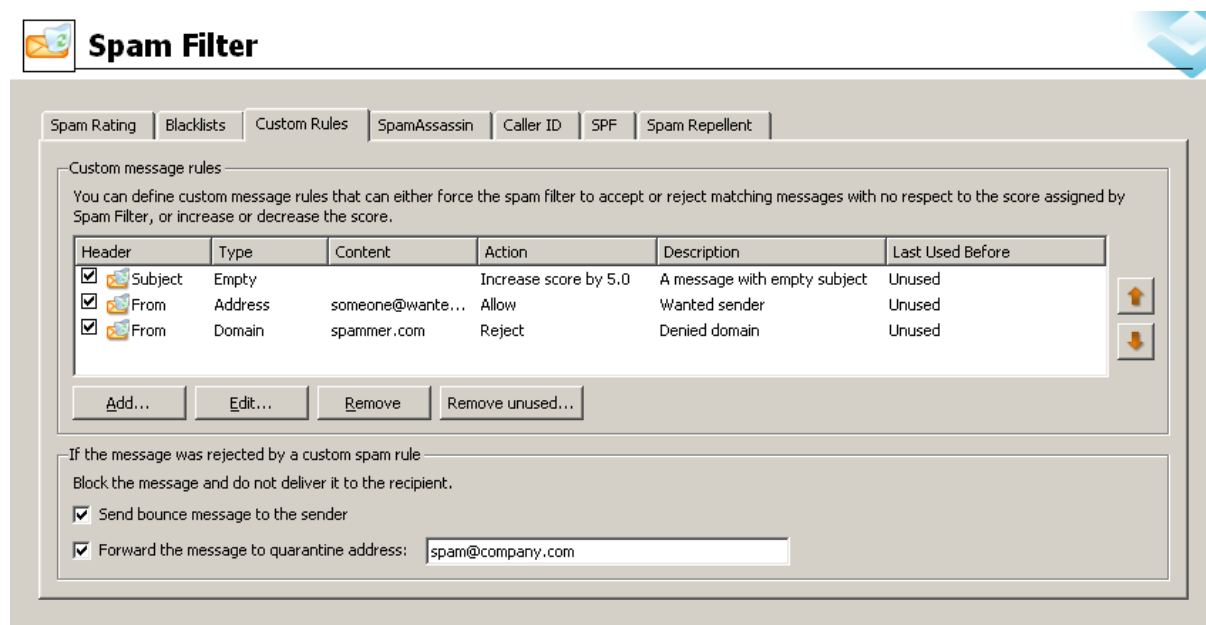 Spam Filter
Spam Rating Blacklists Custom Rules SpamAssassin Caller ID SPF Spam Repellent
Custom message rules
You can define custom message rules that can either force the spam filter to accept or reject matching messages with no respect to the score assigned by
Spam Filter, or increase or decrease the score.
Header Type Content Action Description Last Used Before
Subject Empty Increase score by 5.0 A message with empty subject Unused
From Address someone@wante... Allow Wanted sender Unused
From Domain spammer.com Reject Denied domain Unused
Add... Edit... Remove Remove unused...
If the message was rejected by a custom spam rule
Block the message and do not deliver it to the recipient.
Send bounce message to the sender
Forward the message to quarantine address: spam@company.com